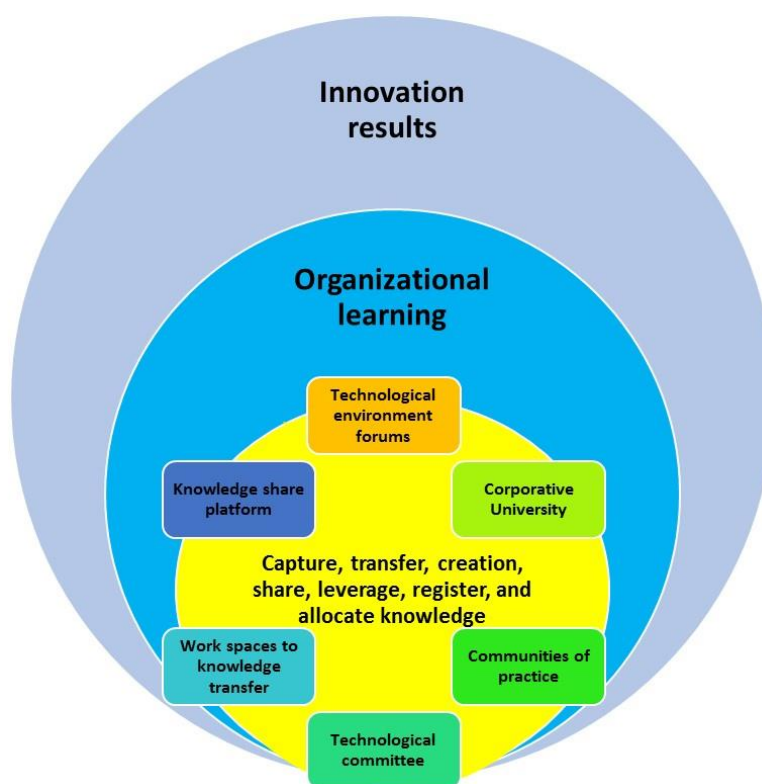 Innovation
results
Organizational
learning
Technological
environment
forums
Knowledge share
platform
Corporative
University
Capture, transfer, creation,
share, leverage, register, and
allocate knowledge
Work spaces to
knowledge
transfer
Communities of
practice
Technological
committee